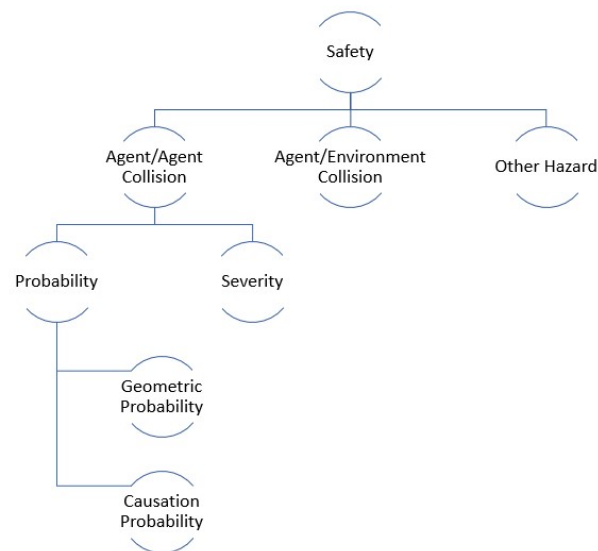 Safety
Agent/Agent
Collision
Agent/Environment
Collision
Other Hazard
Probability
Severity
Geometric
Probability
Causation
Probability